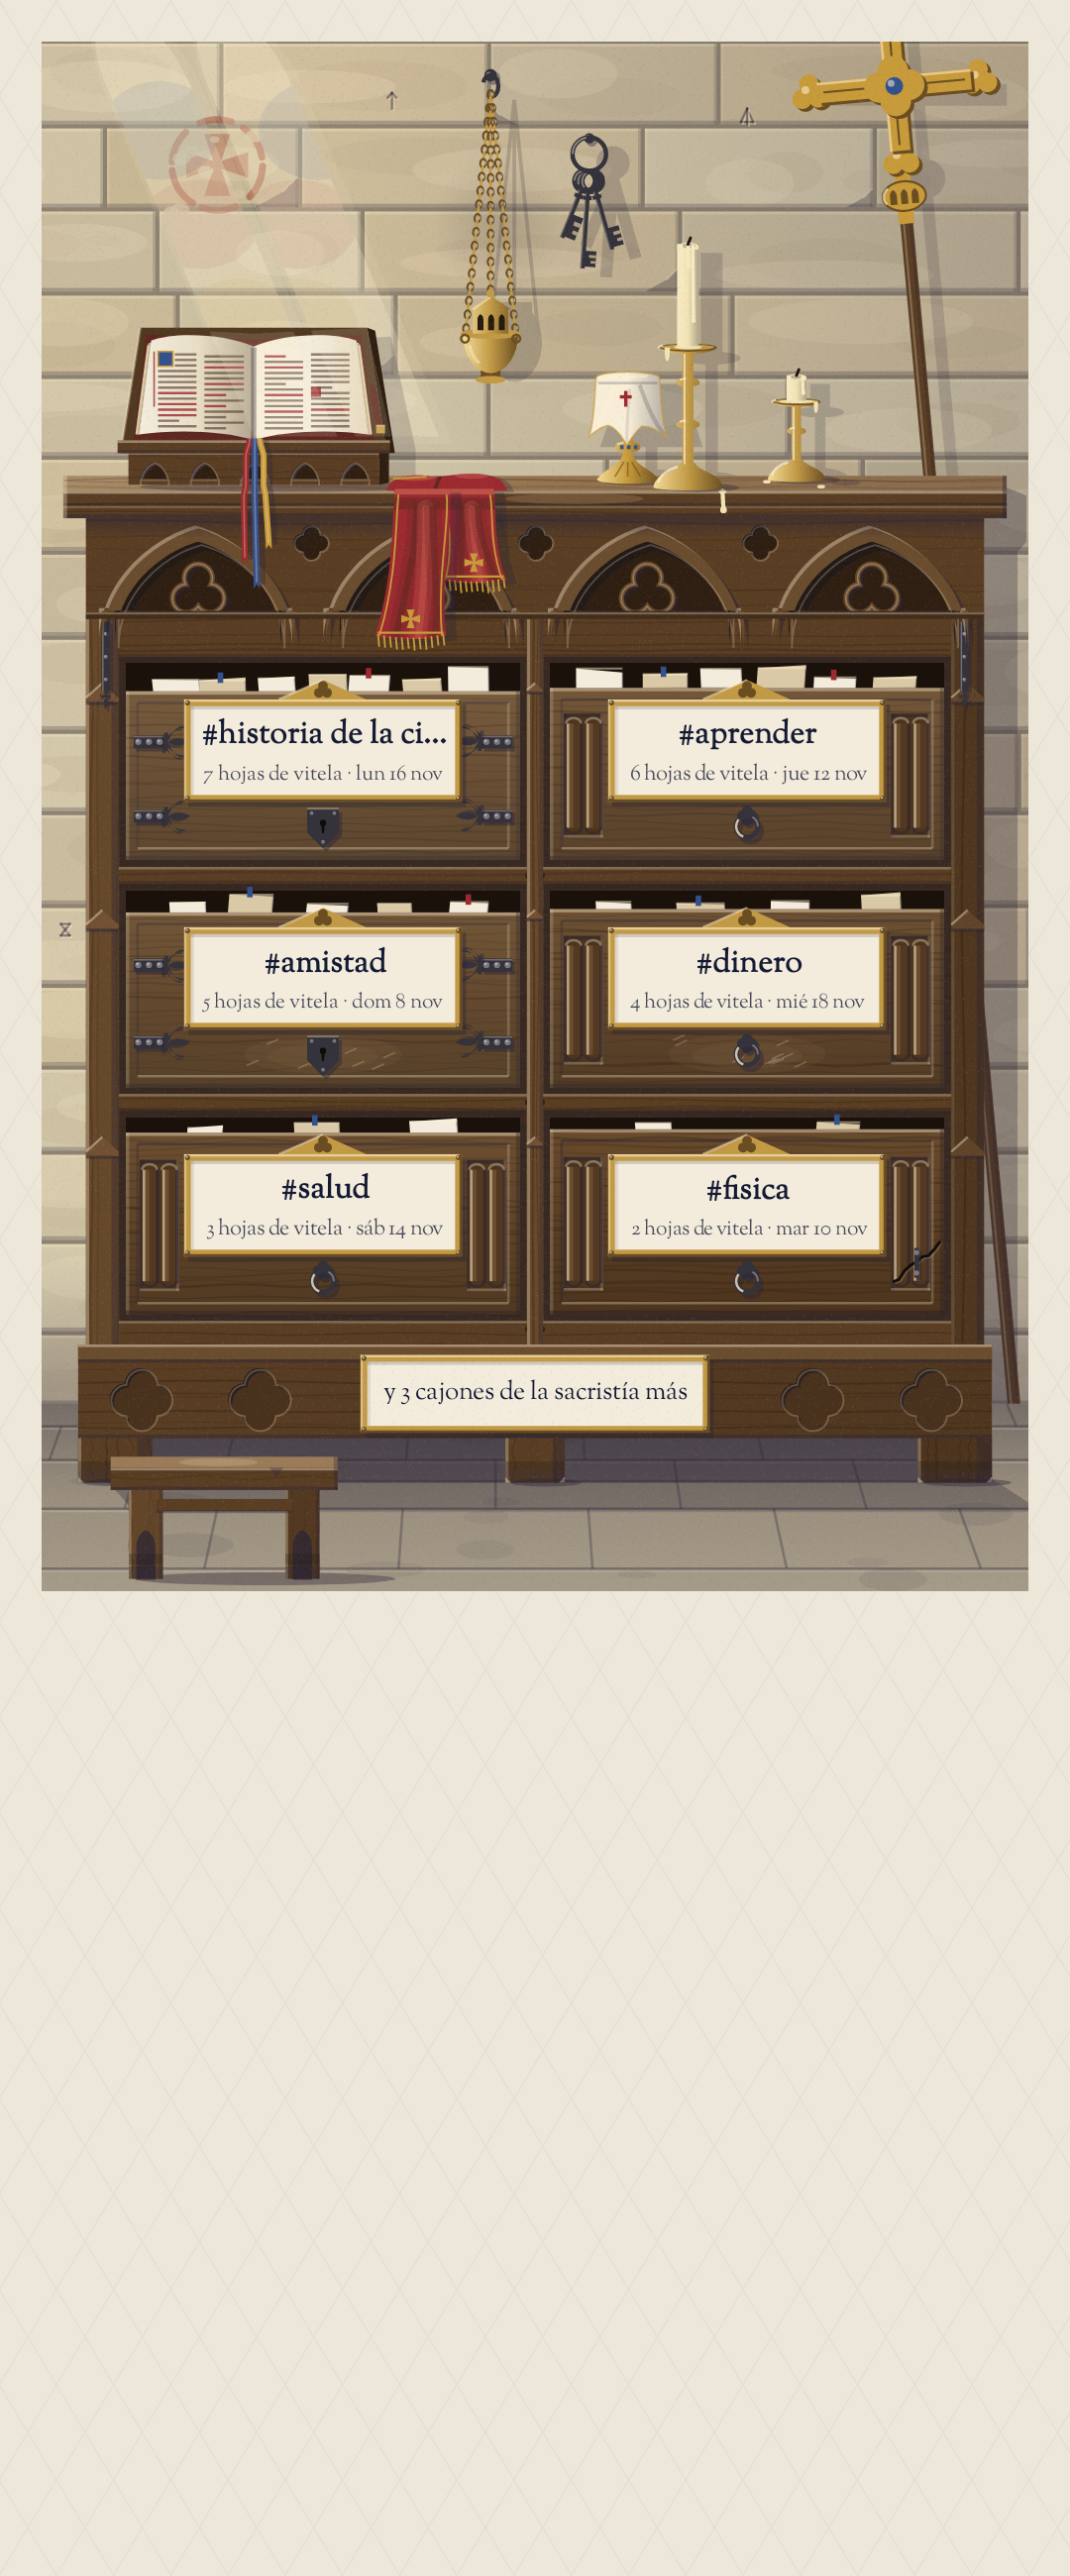 #historia de la ci...
7 hojas de vitela · lun 16 nov
#aprender
6 hojas de vitela · jue 12 nov
#amistad
5 hojas de vitela · dom 8 nov
#dinero
4 hojas de vitela · mié 18 nov
#salud
3 hojas de vitela · sáb 14 nov
#fisica
2 hojas de vitela · mar 10 nov
y 3 cajones de la sacristía más